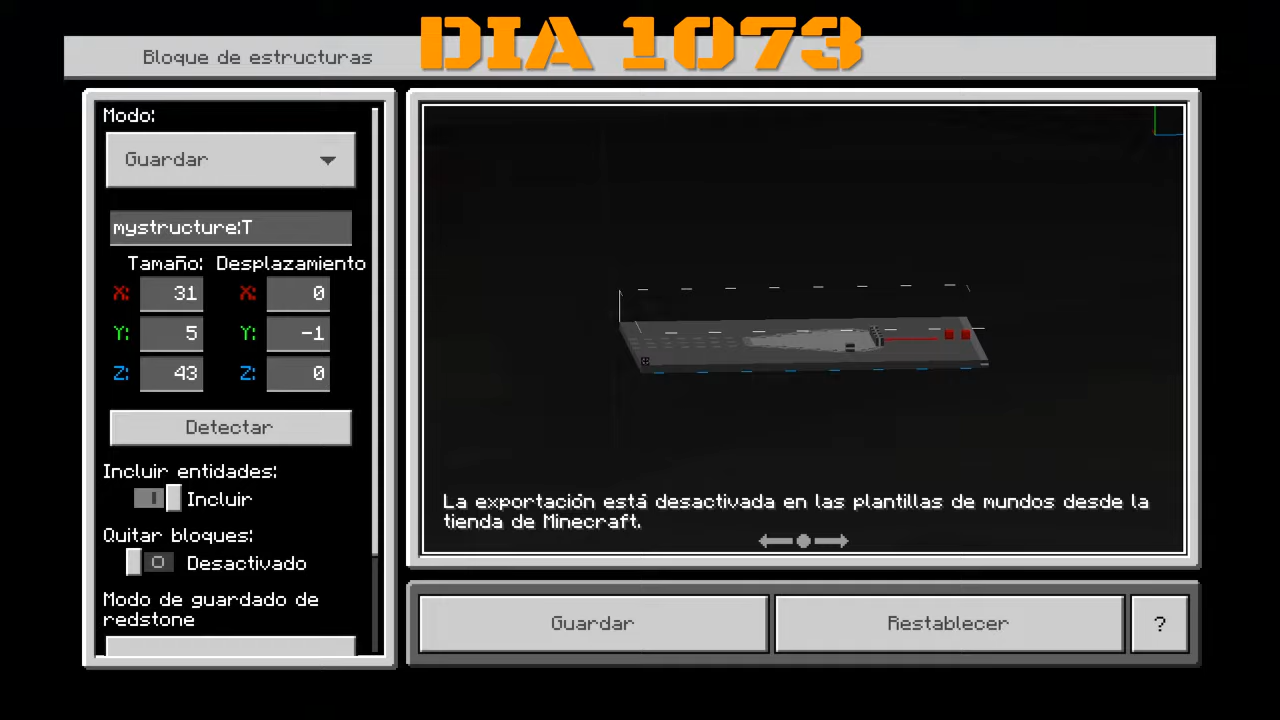 DIA 1073
Bloque de estructuras
Modo:
Guardar
mystructure:T
Tamaño: Desplazamiento
X: 31 X: 0
Y: 5 Y: -1
Z: 43 Z: 0
Detectar
Incluir entidades:
Incluir
Quitar bloques:
Desactivado
Modo de guardado de
redstone
La exportación está desactivada en las plantillas de mundos desde la
tienda de Minecraft.
Guardar
Restablecer
?